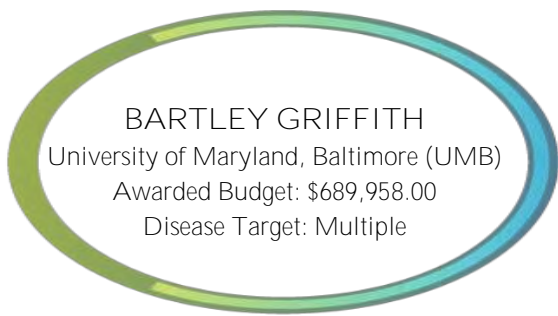 BARTLEY GRIFFITH
University of Maryland, Baltimore (UMB)
Awarded Budget: $689,958.00
Disease Target: Multiple